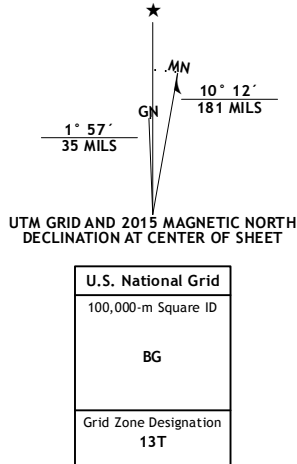 MN
GN
10° 12´
181 MILS
1° 57´
35 MILS
UTM GRID AND 2015 MAGNETIC NORTH
DECLINATION AT CENTER OF SHEET
U.S. National Grid
100,000-m Square ID
BG
Grid Zone Designation
13T